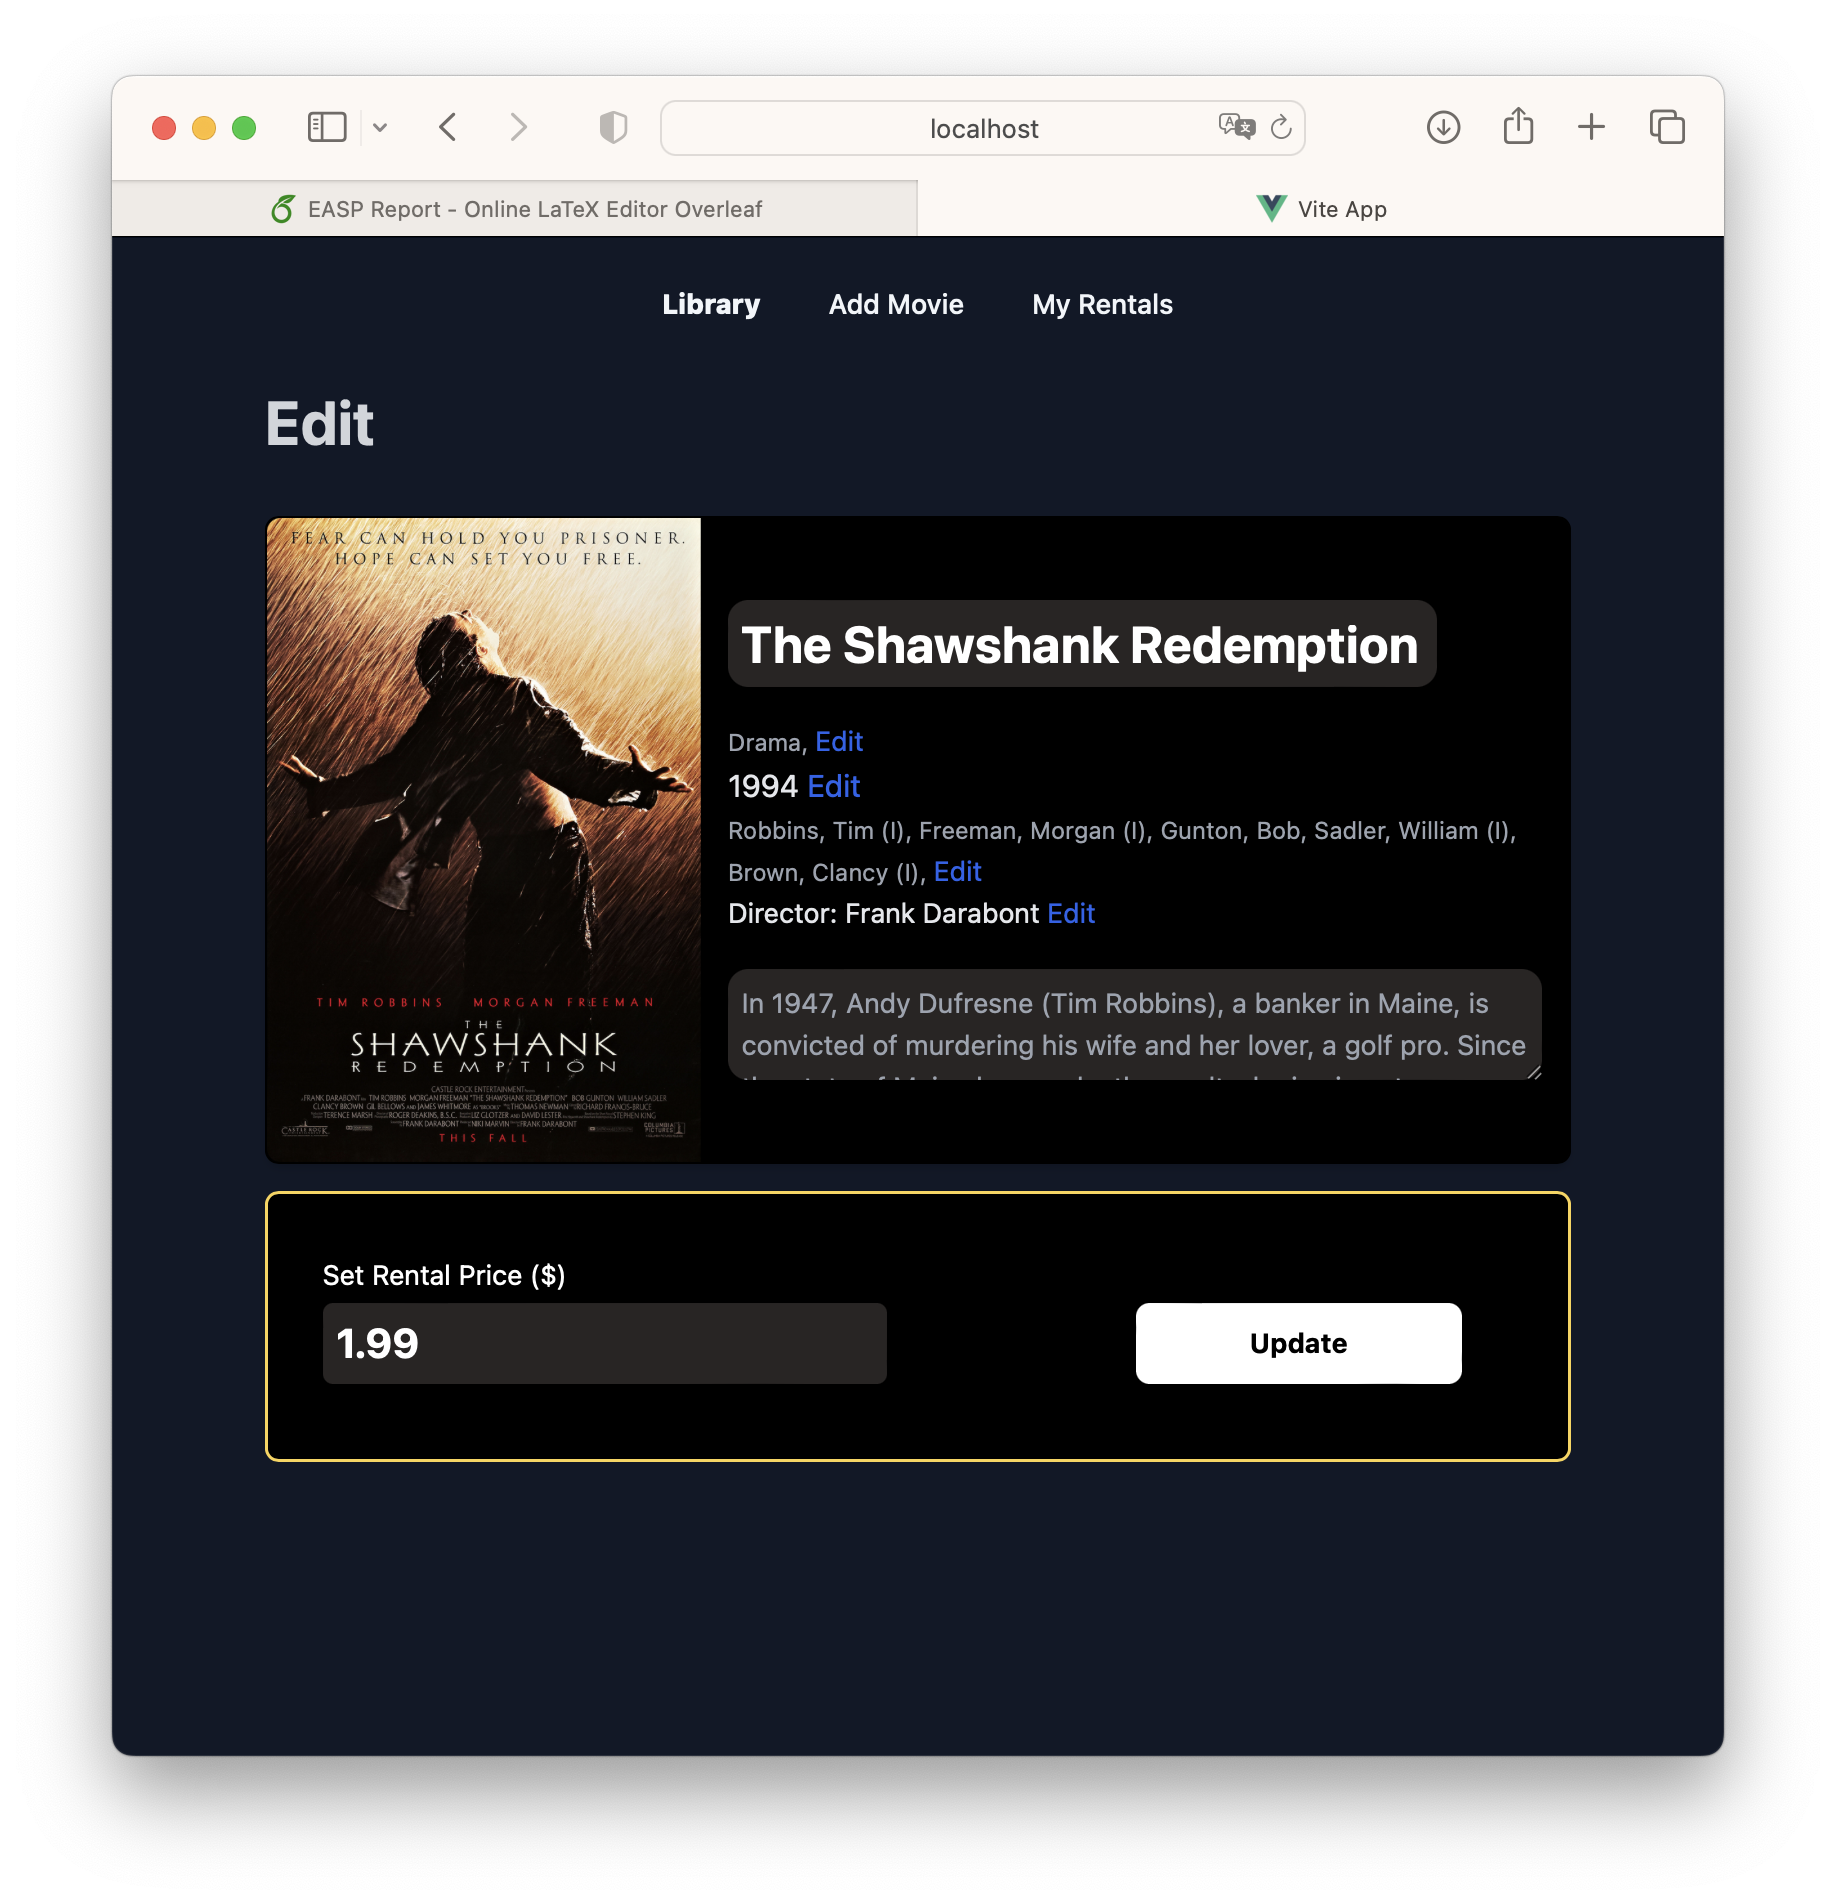 localhost
EASP Report - Online LaTeX Editor Overleaf
Vite App
Library
Add Movie
My Rentals
Edit
FEAR CAN HOLD YOU PRISONER.
HOPE CAN SET YOU FREE.
TIM ROBBINS MORGAN FREEMAN
THE
SHAWSHANK
REDEMPTION
CASTLE ROCK ENTERTAINMENT
THIS FALL
The Shawshank Redemption
Drama, Edit
1994 Edit
Robbins, Tim (I), Freeman, Morgan (I), Gunton, Bob, Sadler, William (I),
Brown, Clancy (I), Edit
Director: Frank Darabont Edit
In 1947, Andy Dufresne (Tim Robbins), a banker in Maine, is
convicted of murdering his wife and her lover, a golf pro. Since
Set Rental Price ($)
1.99
Update